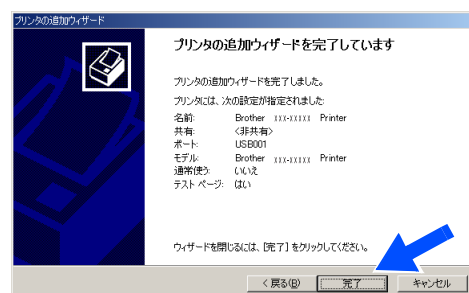 プリンタの追加ウィザード
プリンタの追加ウィザードを完了しています
プリンタの追加ウィザードを完了しました。
プリンタには、次の設定が指定されました:
名前: Brother XXX-XXXXX Printer
共有: <非共有>
ポート: USB001
モデル: Brother XXX-XXXXX Printer
通常使う: いいえ
テスト ページ: はい
ウィザードを閉じるには、[完了] をクリックしてください。
< 戻る(B) 完了 キャンセル